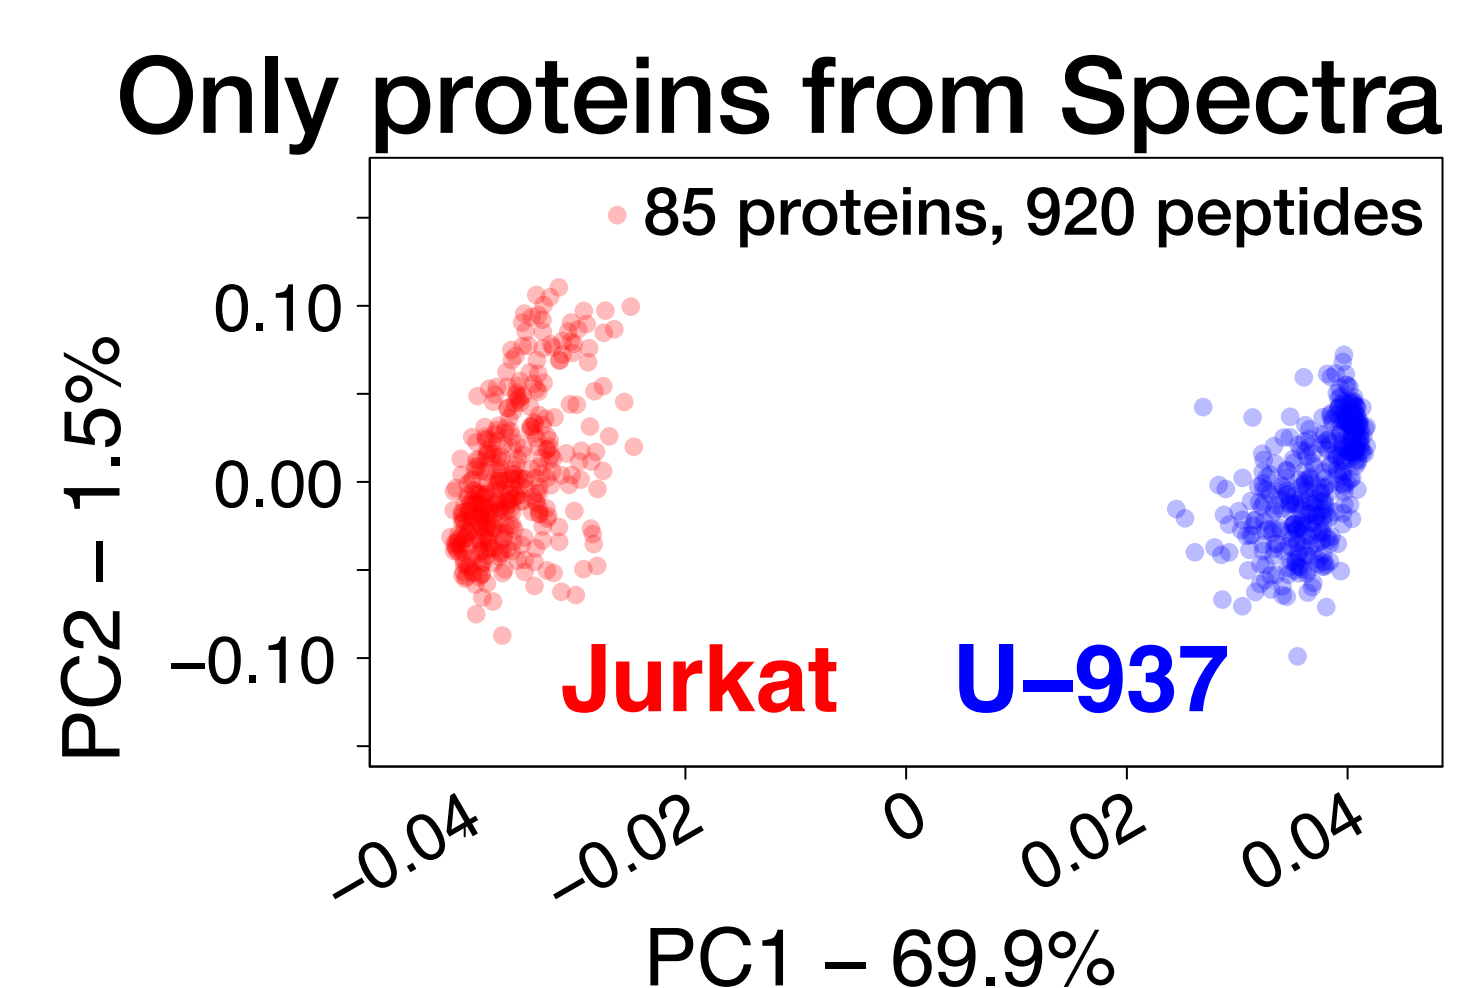 Only proteins from Spectra
85 proteins, 920 peptides
0.10
0.00
−0.10
PC2 − 1.5%
Jurkat U−937
−0.04 −0.02 0 0.02 0.04
PC1 − 69.9%